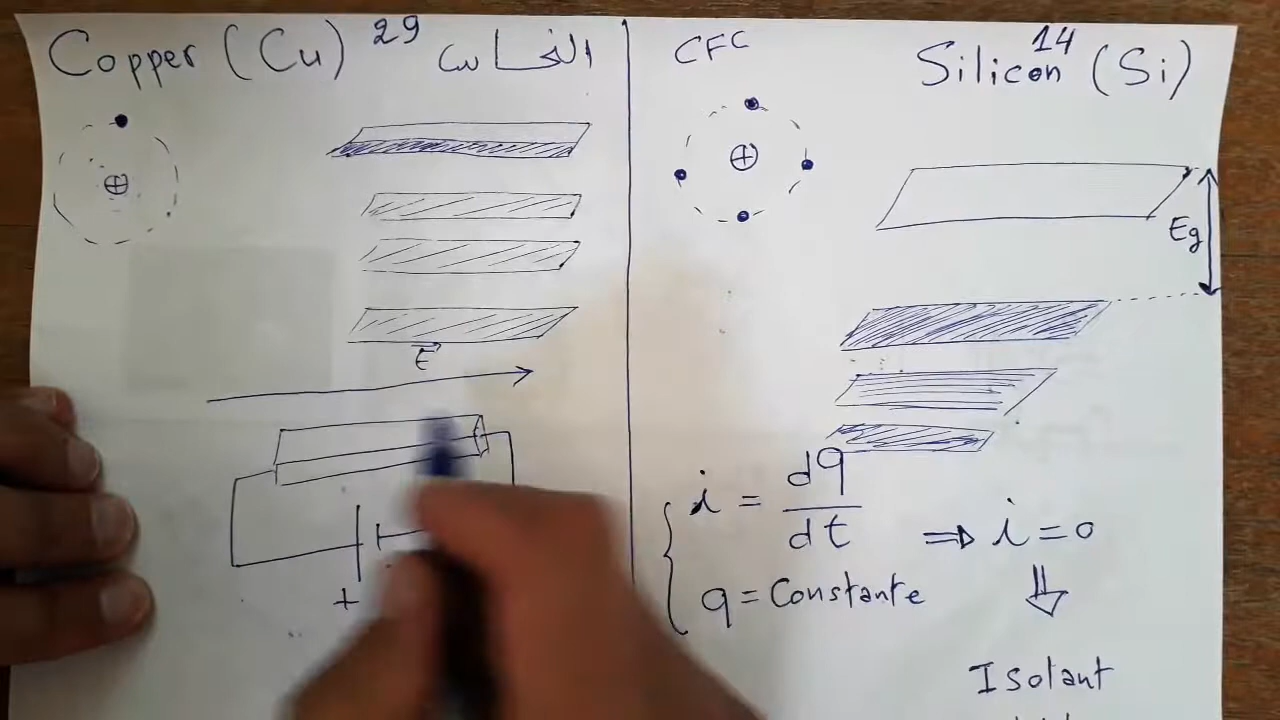 Copper (Cu) 29 النحاس
E
+
CFC
Silicon 14 (Si)
Eg
i = dq/dt ⇒ i = 0
q = Constante
⇓
Isolant